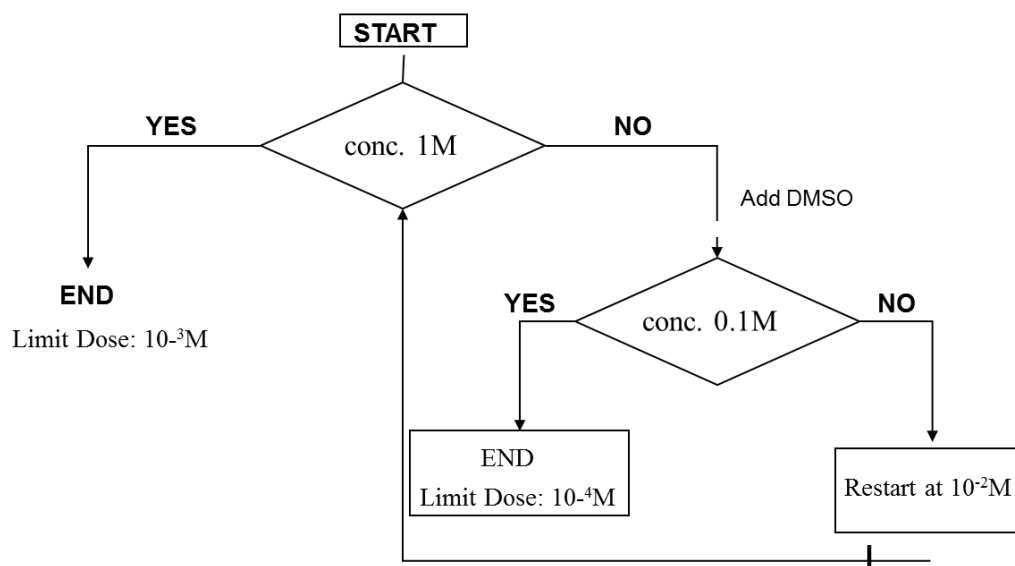 START
YES
NO
conc. 1M
Add DMSO
END
Limit Dose: 10-³M
YES
NO
conc. 0.1M
END
Limit Dose: 10-⁴M
Restart at 10⁻²M